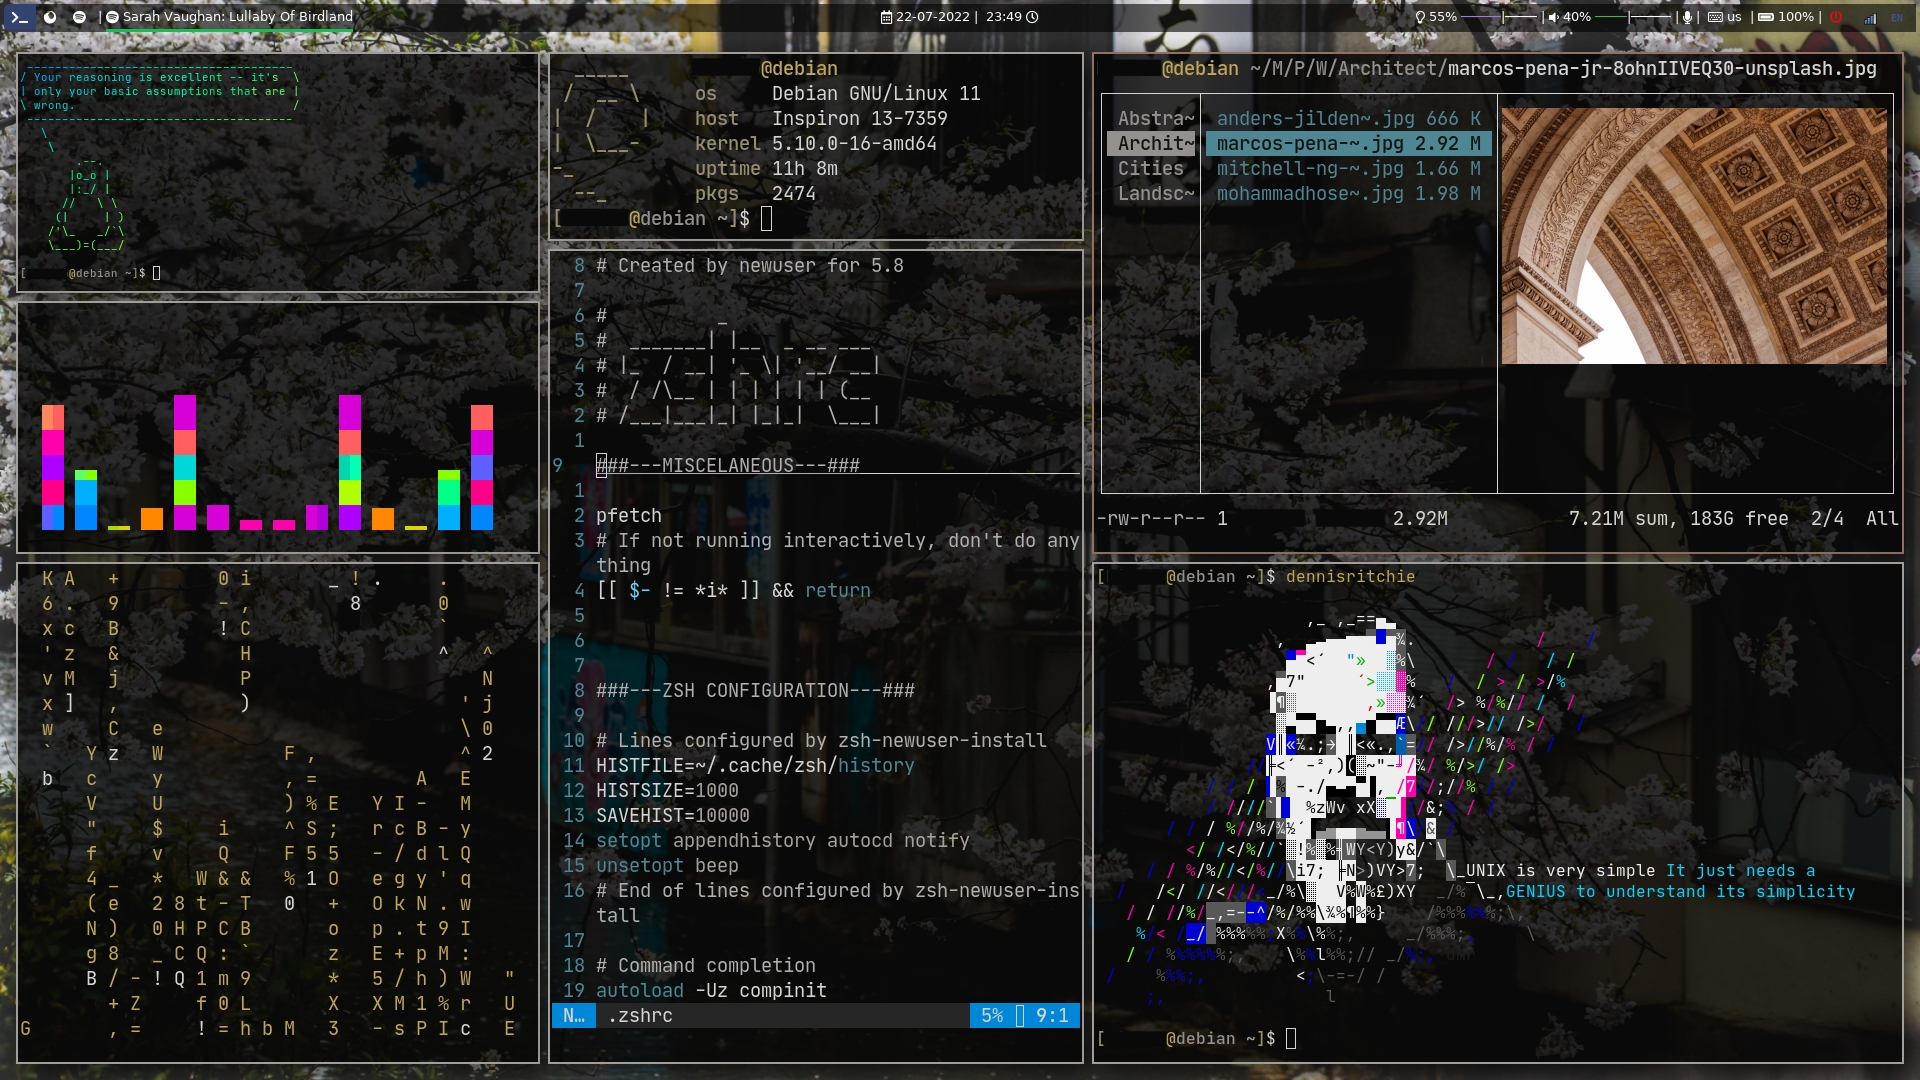 Sarah Vaughan: Lullaby Of Birdland
22-07-2022 | 23:49
55%
40%
us
100%
EN
/ Your reasoning is excellent -- it's \
| only your basic assumptions that are |
\ wrong. /
[ @debian ~]$
@debian
os Debian GNU/Linux 11
host Inspiron 13-7359
kernel 5.10.0-16-amd64
uptime 11h 8m
pkgs 2474
[ @debian ~]$
8 # Created by newuser for 5.8
7
6 #
5 #
4 #
3 #
2 #
1
9 ###---MISCELANEOUS---###
1
2 pfetch
3 # If not running interactively, don't do any
thing
4 [[ $- != *i* ]] && return
5
6
7
8 ###---ZSH CONFIGURATION---###
9
10 # Lines configured by zsh-newuser-install
11 HISTFILE=~/.cache/zsh/history
12 HISTSIZE=1000
13 SAVEHIST=10000
14 setopt appendhistory autocd notify
15 unsetopt beep
16 # End of lines configured by zsh-newuser-ins
tall
17
18 # Command completion
19 autoload -Uz compinit
N… .zshrc 5% 9:1
@debian ~/M/P/W/Architect/marcos-pena-jr-8ohnIIVEQ30-unsplash.jpg
Abstra~ anders-jilden~.jpg 666 K
Archit~ marcos-pena-~.jpg 2.92 M
Cities mitchell-ng-~.jpg 1.66 M
Landsc~ mohammadhose~.jpg 1.98 M
-rw-r--r-- 1 2.92M 7.21M sum, 183G free 2/4 All
[ @debian ~]$ dennisritchie
UNIX is very simple It just needs a
GENIUS to understand its simplicity
[ @debian ~]$